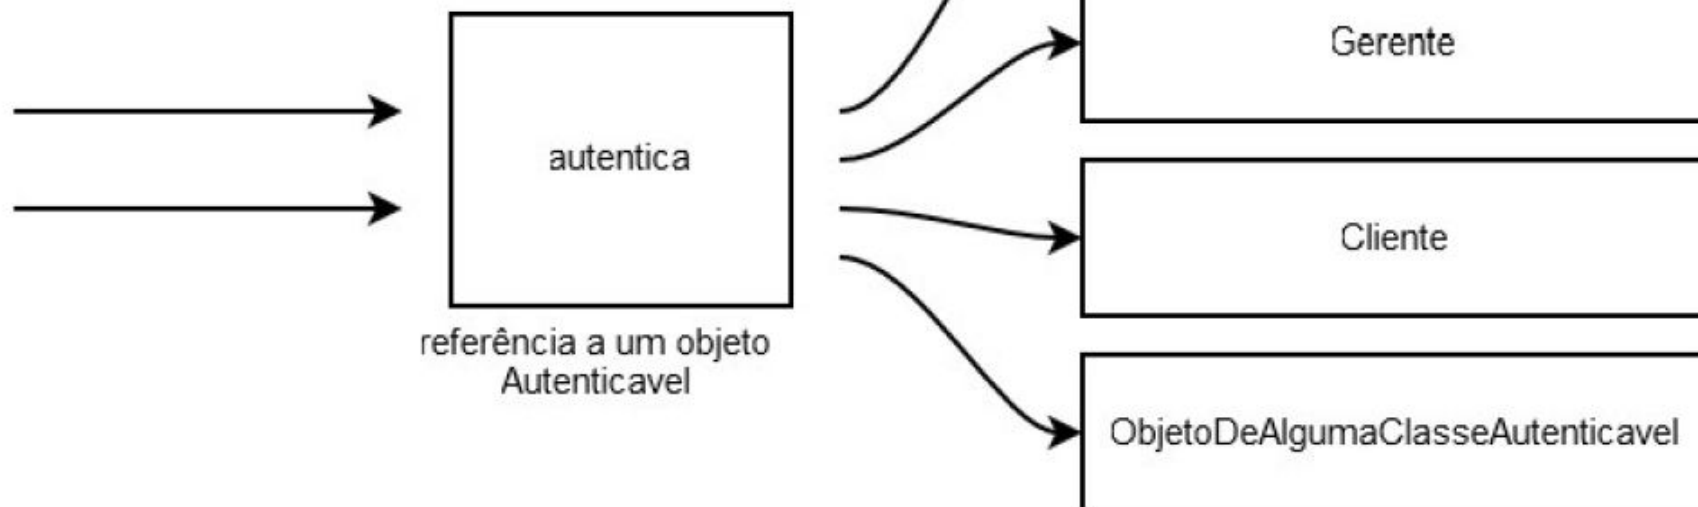 Gerente
autentica
Cliente
referência a um objeto
Autenticavel
ObjetoDeAlgumaClasseAutenticavel